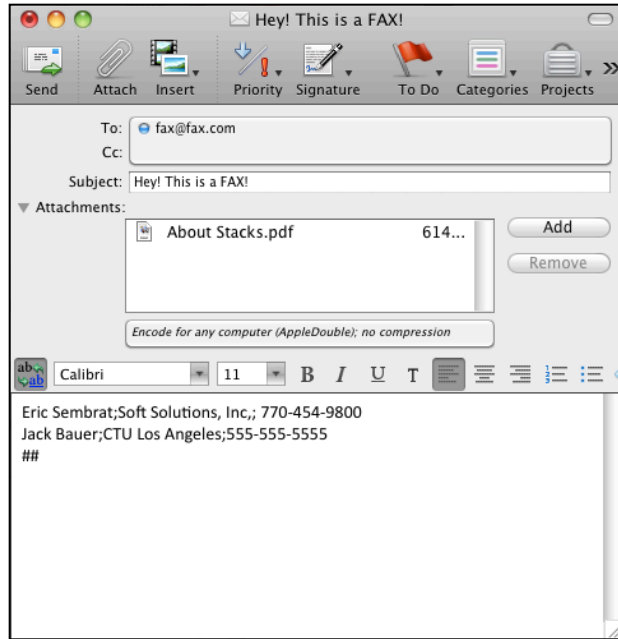 Hey! This is a FAX!
Send Attach Insert Priority Signature To Do Categories Projects »
To: fax@fax.com
Cc:
Subject: Hey! This is a FAX!
Attachments:
About Stacks.pdf 614...
Add
Remove
Encode for any computer (AppleDouble); no compression
Calibri 11 B I U T
Eric Sembrat;Soft Solutions, Inc,; 770-454-9800
Jack Bauer;CTU Los Angeles;555-555-5555
##